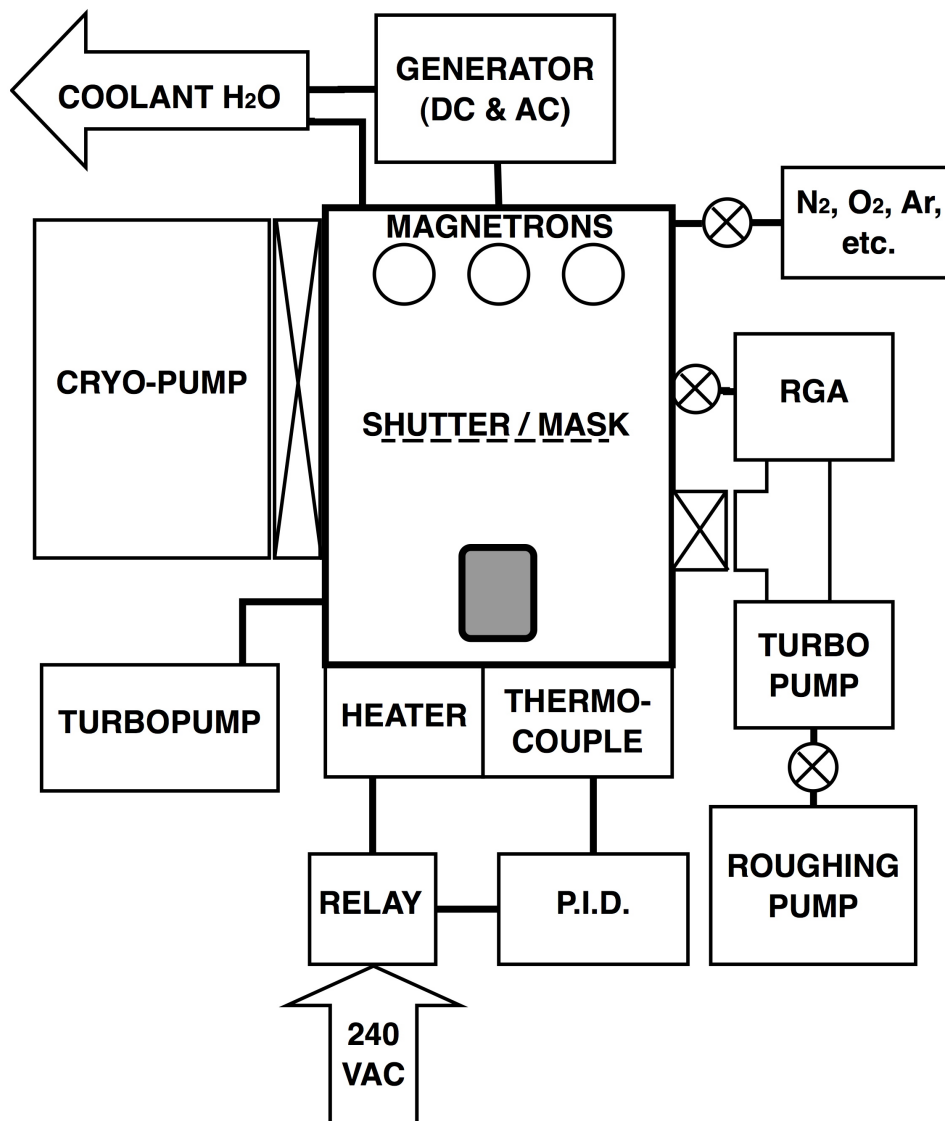 GENERATOR
(DC & AC)
COOLANT H₂O
N₂, O₂, Ar,
etc.
MAGNETRONS
CRYO-PUMP
RGA
SHUTTER / MASK
TURBOPUMP
HEATER
THERMO-
COUPLE
TURBO
PUMP
RELAY
P.I.D.
ROUGHING
PUMP
240
VAC